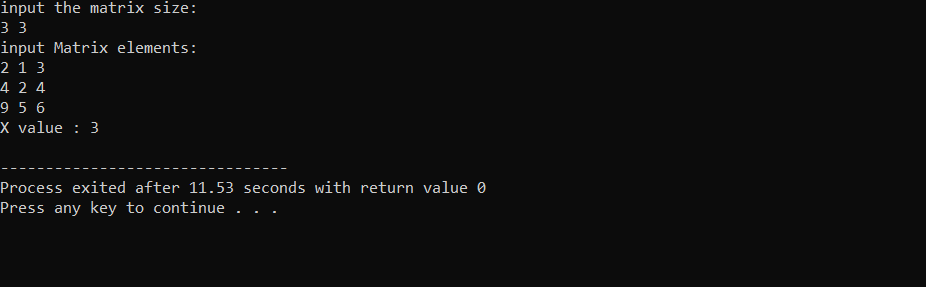 input the matrix size:
3 3
input Matrix elements:
2 1 3
4 2 4
9 5 6
X value : 3
--------------------------------
Process exited after 11.53 seconds with return value 0
Press any key to continue . . .